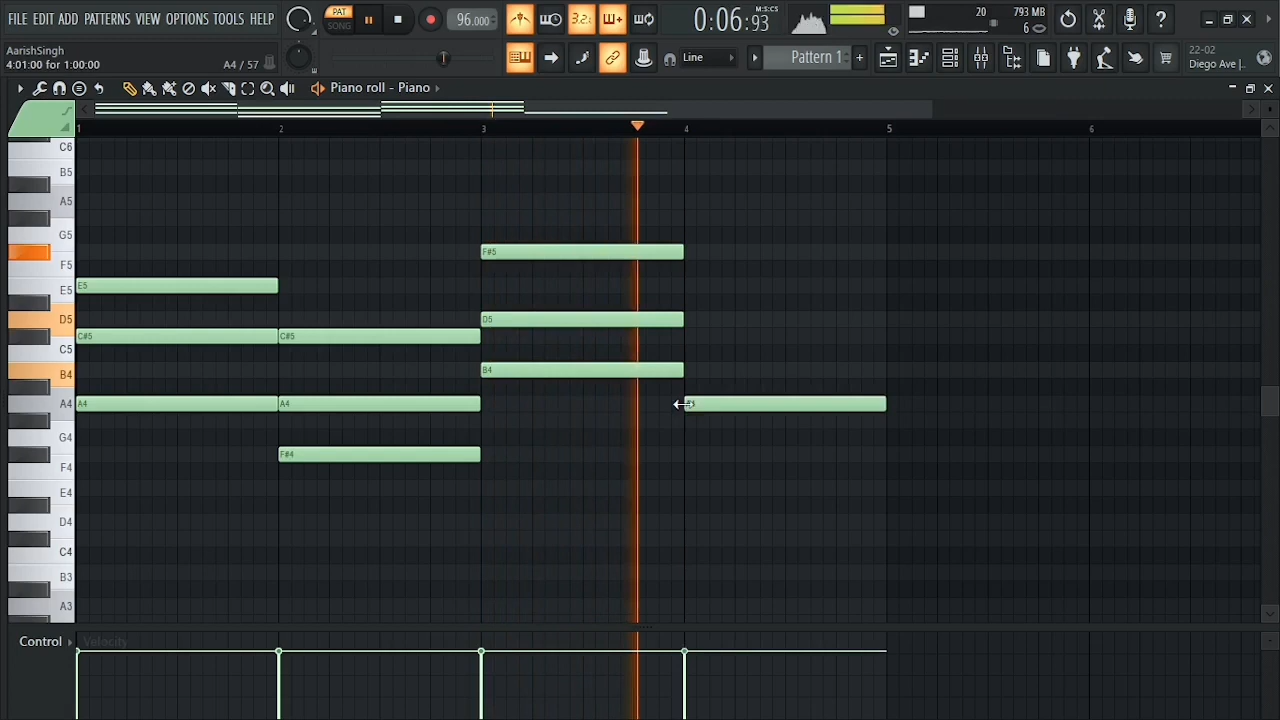 FILE EDIT ADD PATTERNS VIEW OPTIONS TOOLS HELP
PAT
SONG
96.000
3.2.
0:06:93
M:S:CS
20
793 MB
6
AarishSingh
4:01:00 for 1:00:00
A4 / 57
Line
Pattern 1
22-02
Diego Ave |..
Piano roll - Piano
1
2
3
4
5
6
C6
B5
A5
G5
F#5
F5
E5
E5
D5
D5
C#5
C#5
C5
B4
B4
A4
A4
A4
G4
F#4
F4
E4
D4
C4
B3
A3
Control
Velocity